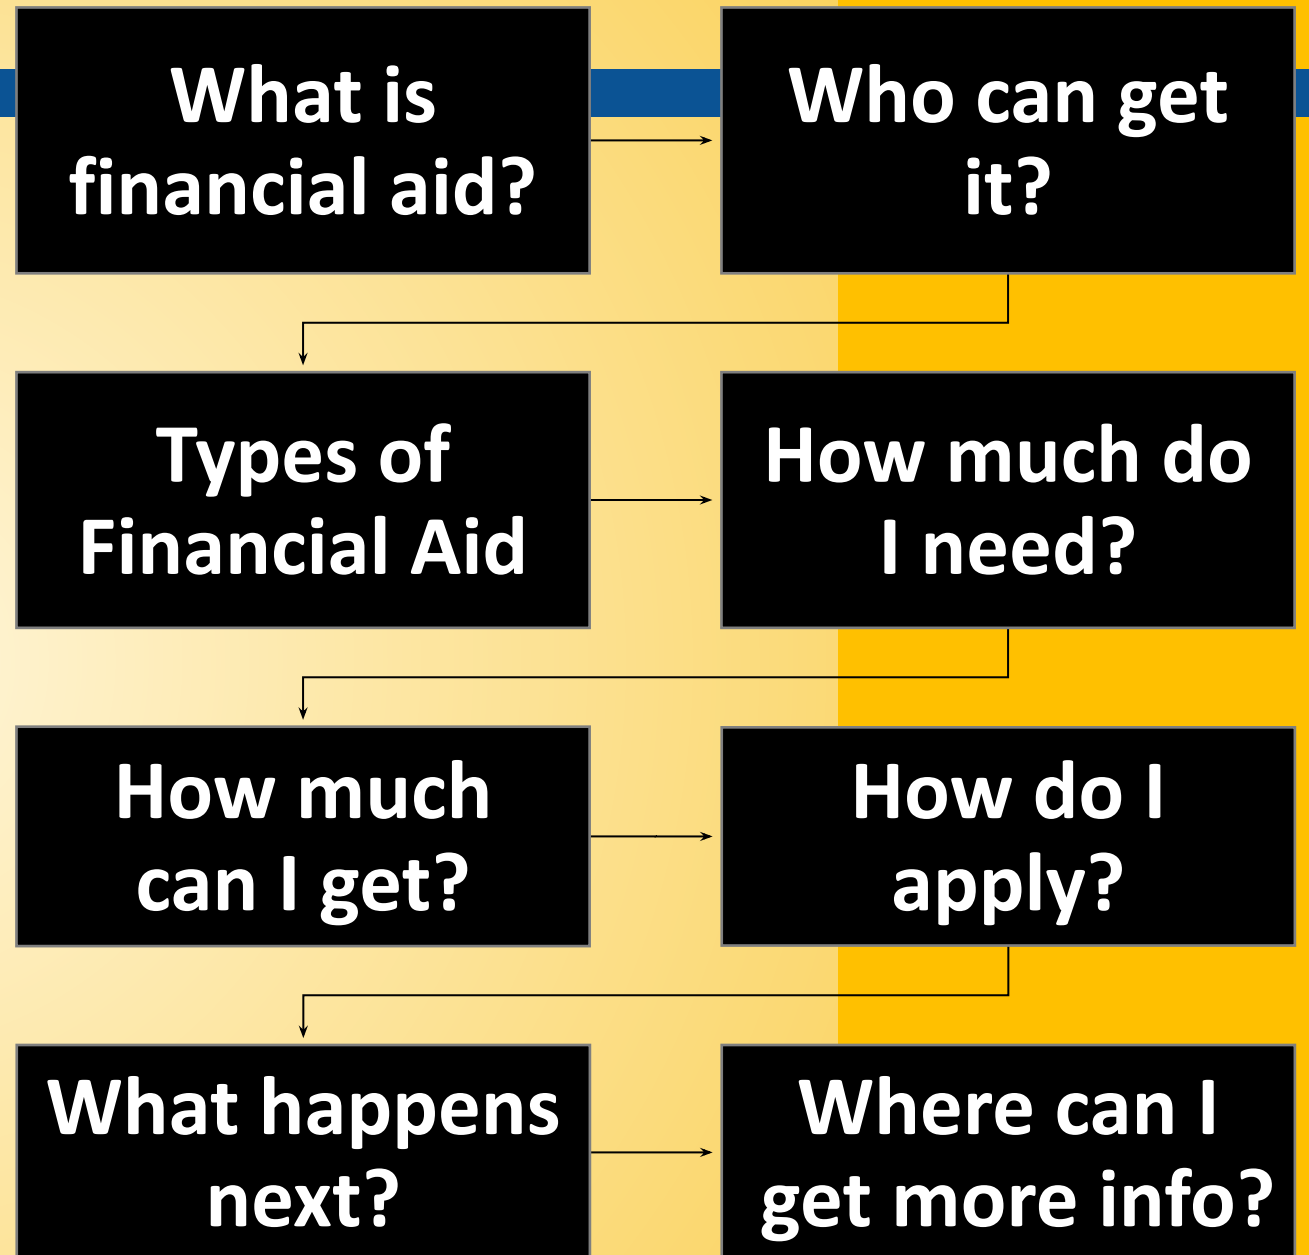 What is
financial aid?
Who can get
it?
Types of
Financial Aid
How much do
I need?
How much
can I get?
How do I
apply?
What happens
next?
Where can I
get more info?